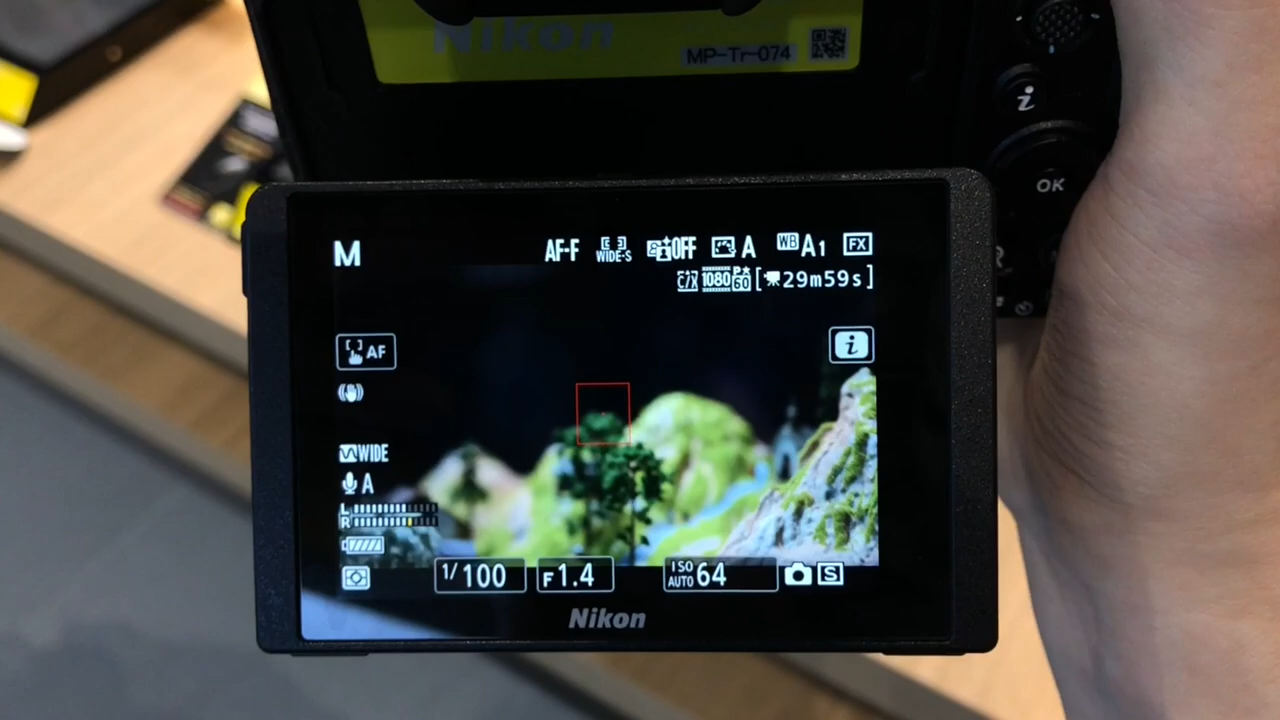 Nikon
MP-Tr-074
i
OK
M AF-F WIDE-S OFF A WB A1 FX
1080 60 [29m59s]
AF
i
WIDE
A
L
R
1/100 F1.4 ISO AUTO 64 S
Nikon